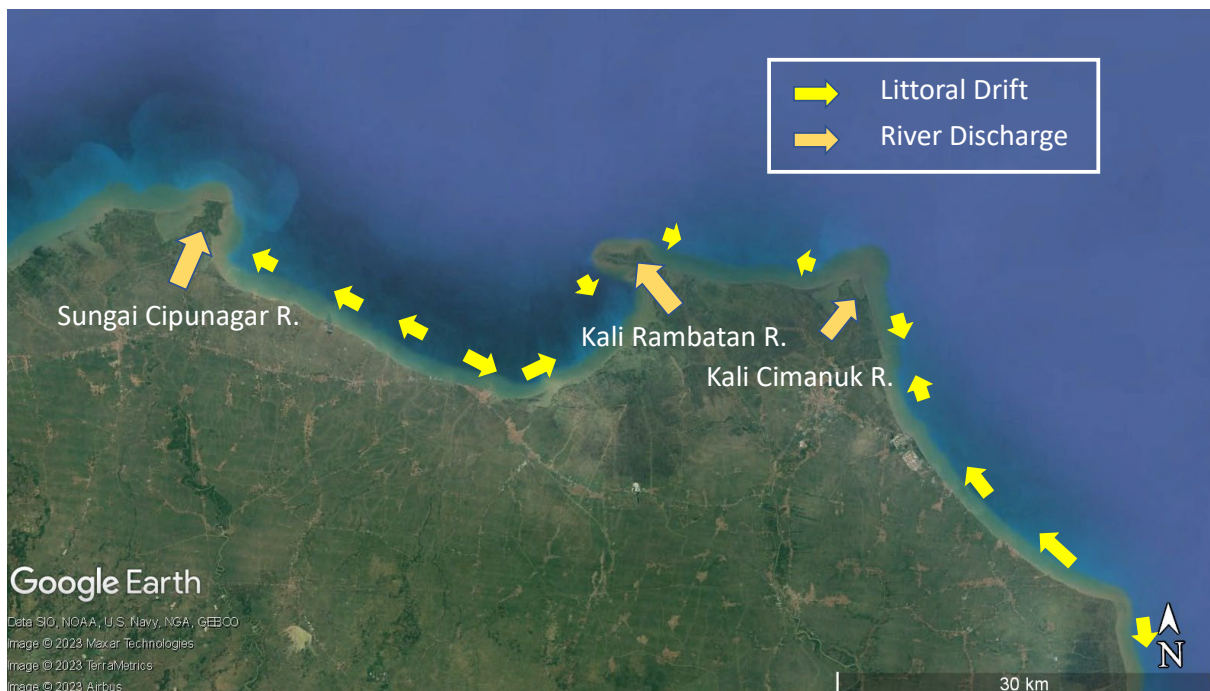 Littoral Drift
River Discharge
Sungai Cipunagar R.
Kali Rambatan R.
Kali Cimanuk R.
Google Earth
Data SIO, NOAA, U.S. Navy, NGA, GEBCO
Image © 2023 Maxar Technologies
Image © 2023 TerraMetrics
Image © 2023 Airbus
N
30 km